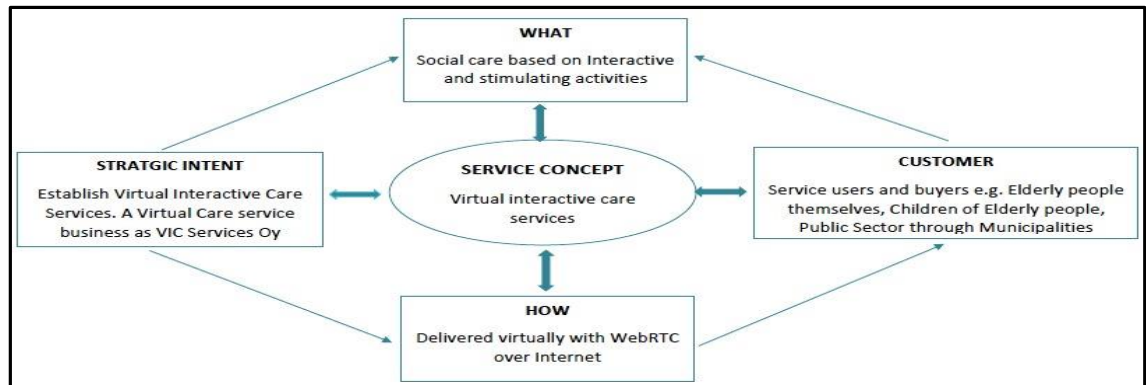 WHAT
Social care based on Interactive
and stimulating activities
STRATGIC INTENT
Establish Virtual Interactive Care
Services. A Virtual Care service
business as VIC Services Oy
SERVICE CONCEPT
Virtual interactive care
services
CUSTOMER
Service users and buyers e.g. Elderly people
themselves, Children of Elderly people,
Public Sector through Municipalities
HOW
Delivered virtually with WebRTC
over Internet